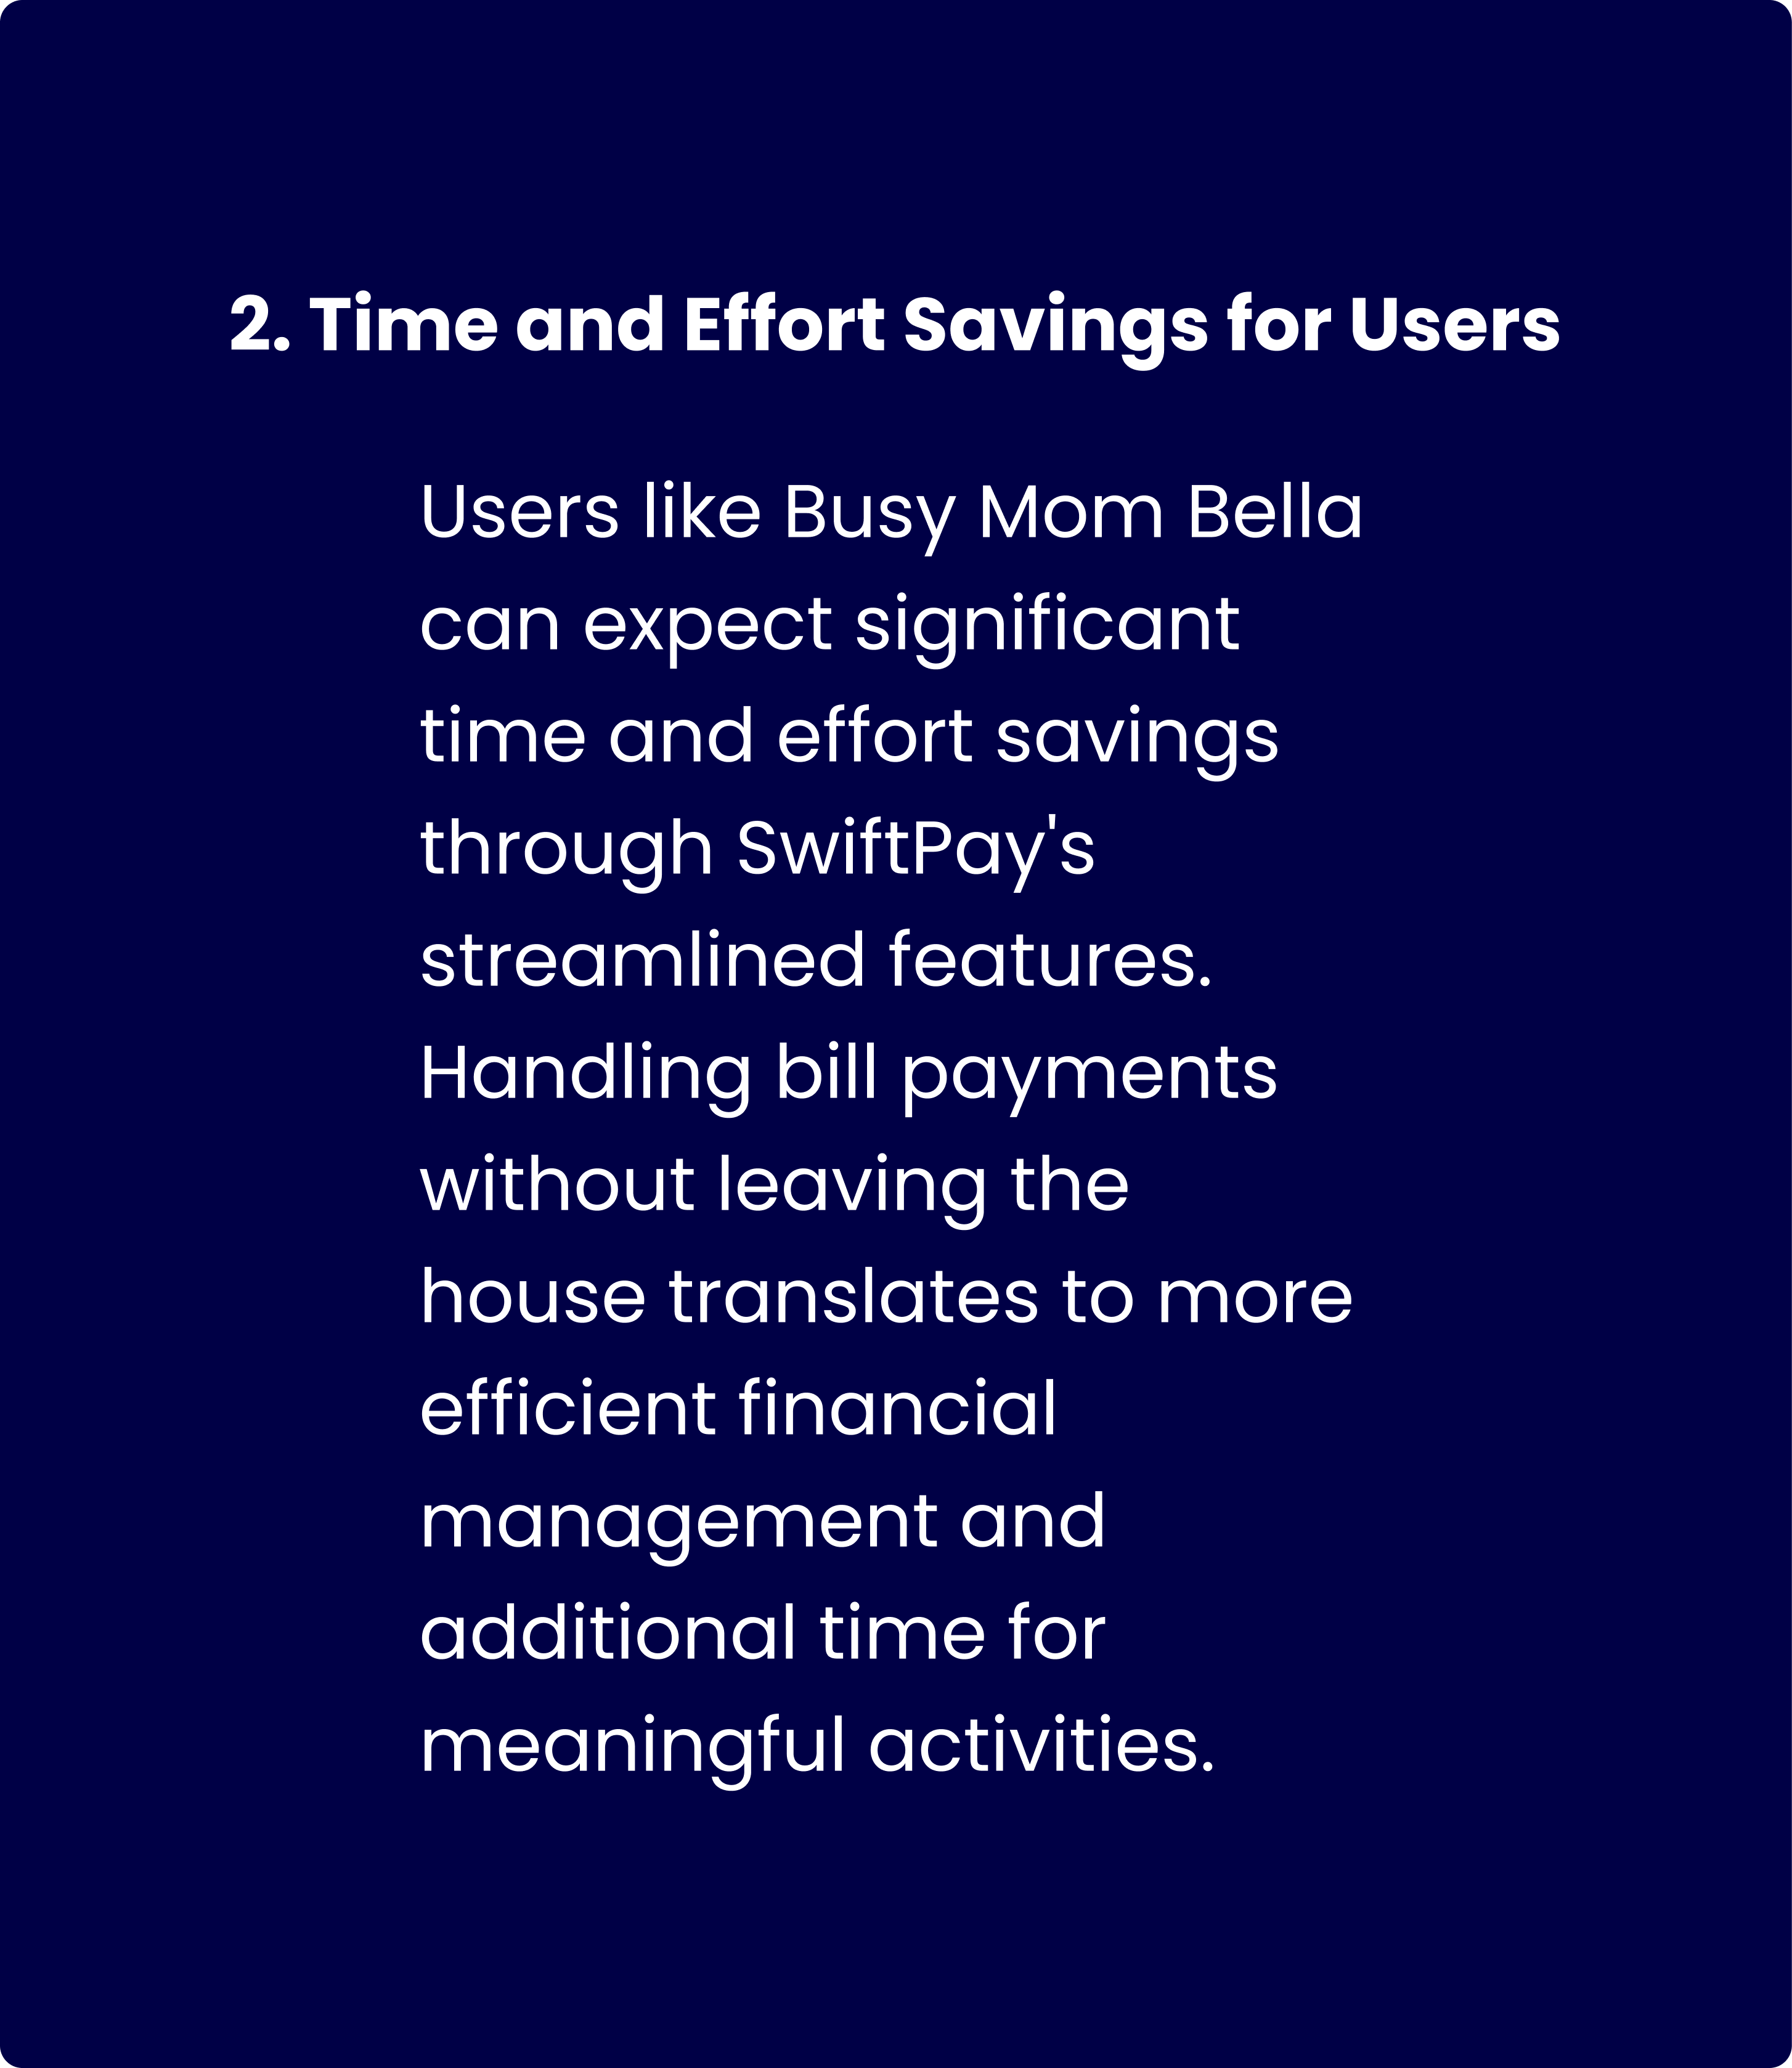 2. Time and Effort Savings for Users
Users like Busy Mom Bella
can expect significant
time and effort savings
through SwiftPay's
streamlined features.
Handling bill payments
without leaving the
house translates to more
efficient financial
management and
additional time for
meaningful activities.